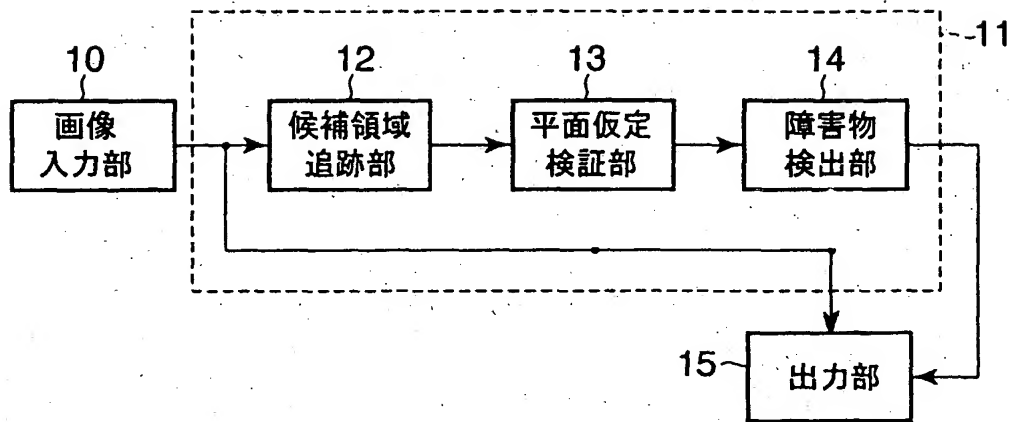 11
10
12
13
14
画像
入力部
候補領域
追跡部
平面仮定
検証部
障害物
検出部
15
出力部